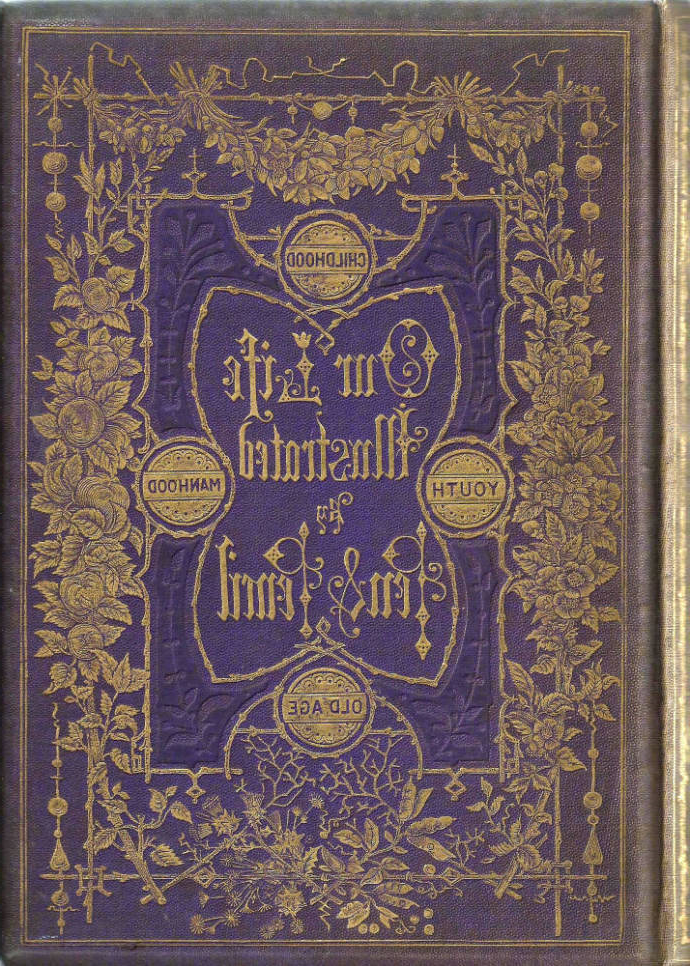 CHILDHOOD
Our Life
Illustrated
by
Pen & Pencil
YOUTH
MANHOOD
OLD AGE